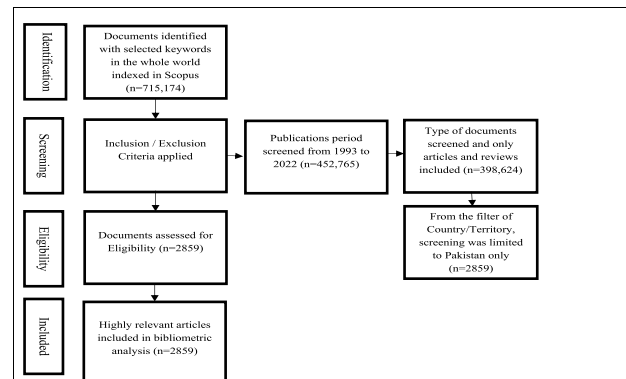 Identification
Documents identified
with selected keywords
in the whole world
indexed in Scopus
(n=715,174)
Screening
Inclusion / Exclusion
Criteria applied
Publications period
screened from 1993 to
2022 (n=452,765)
Type of documents
screened and only
articles and reviews
included (n=398,624)
Eligibility
Documents assessed for
Eligibility (n=2859)
From the filter of
Country/Territory,
screening was limited
to Pakistan only
(n=2859)
Included
Highly relevant articles
included in bibliometric
analysis (n=2859)